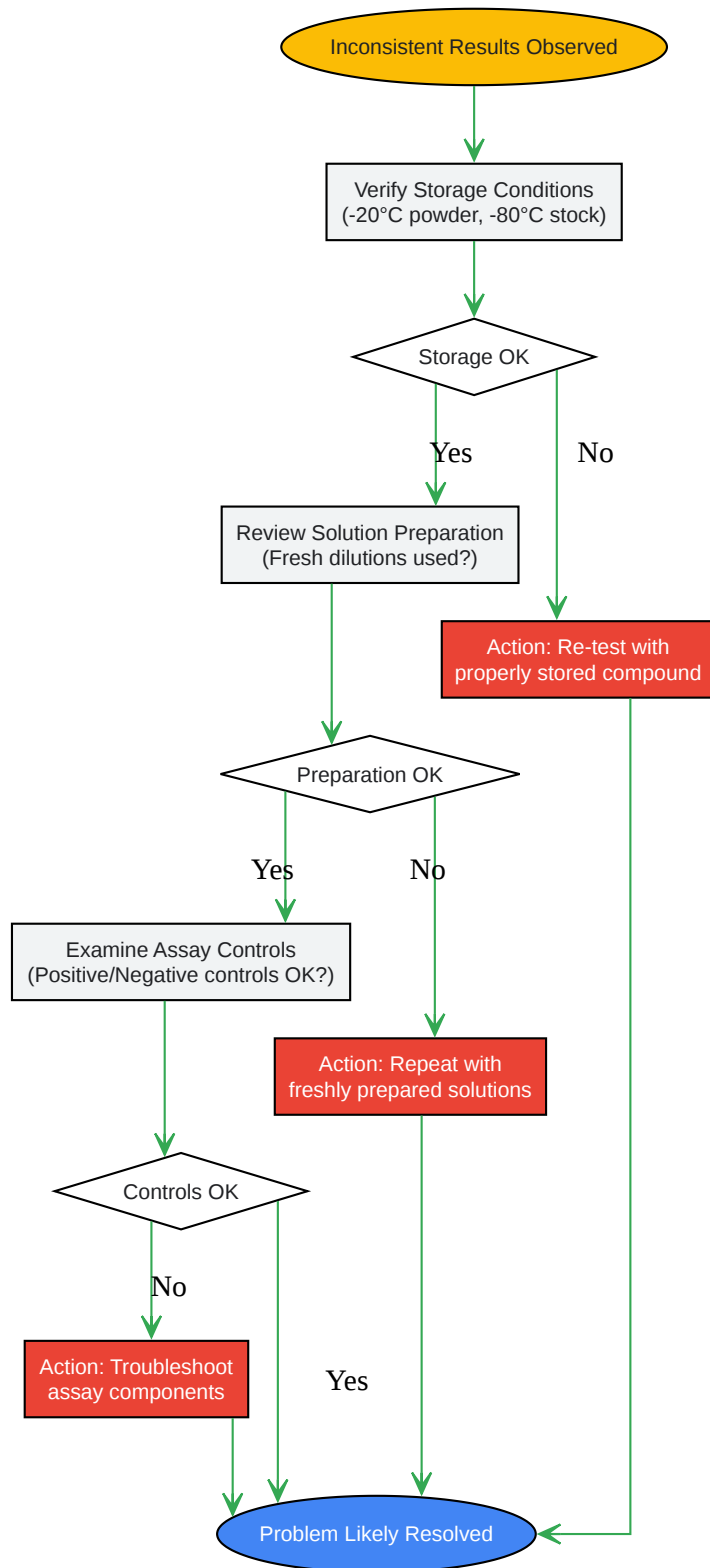 Inconsistent Results Observed
Verify Storage Conditions
(-20°C powder, -80°C stock)
Storage OK
Yes
No
Review Solution Preparation
(Fresh dilutions used?)
Action: Re-test with
properly stored compound
Preparation OK
Yes
No
Examine Assay Controls
(Positive/Negative controls OK?)
Action: Repeat with
freshly prepared solutions
Controls OK
No
Action: Troubleshoot
assay components
Yes
Problem Likely Resolved